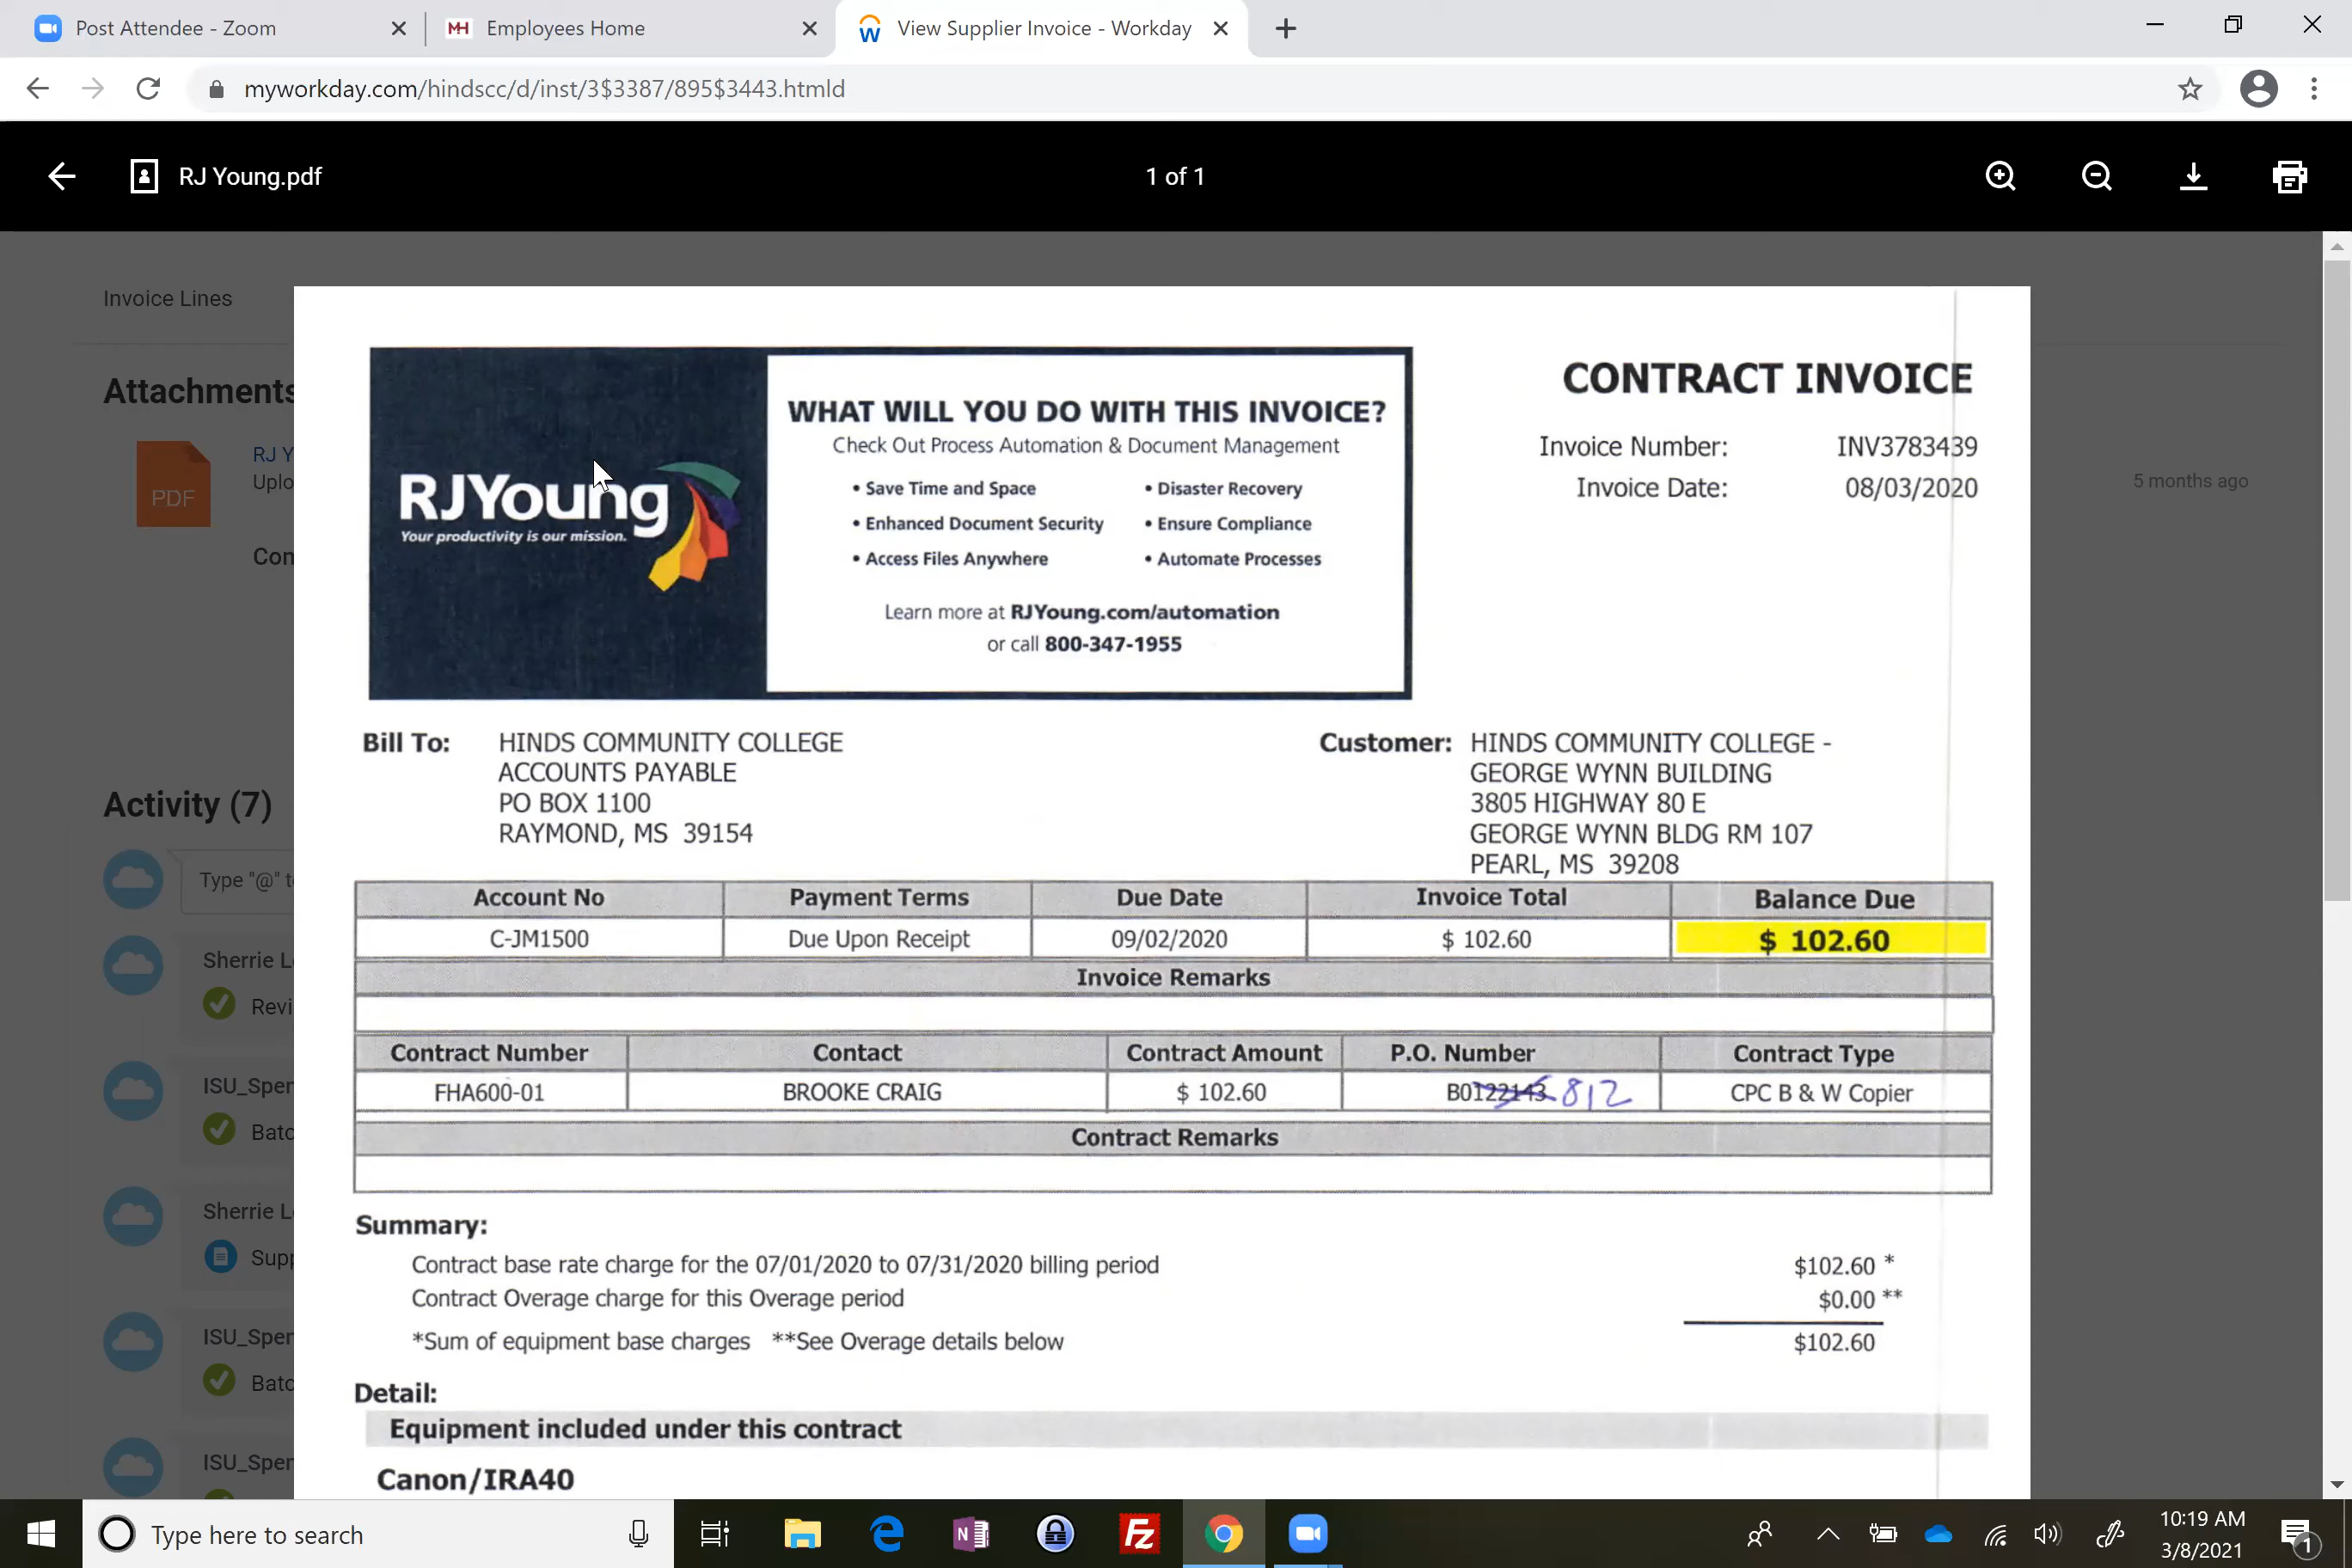 Post Attendee - Zoom
Employees Home
View Supplier Invoice - Workday
myworkday.com/hindscc/d/inst/3$3387/895$3443.htmld
RJ Young.pdf
1 of 1
Invoice Lines
Attachments
PDF
RJ Y
Uplo
Con
5 months ago
RJYoung
Your productivity is our mission.
WHAT WILL YOU DO WITH THIS INVOICE?
Check Out Process Automation & Document Management
• Save Time and Space
• Disaster Recovery
• Enhanced Document Security
• Ensure Compliance
• Access Files Anywhere
• Automate Processes
Learn more at RJYoung.com/automation
or call 800-347-1955
CONTRACT INVOICE
Invoice Number: INV3783439
Invoice Date: 08/03/2020
Bill To: HINDS COMMUNITY COLLEGE
ACCOUNTS PAYABLE
PO BOX 1100
RAYMOND, MS 39154
Customer: HINDS COMMUNITY COLLEGE -
GEORGE WYNN BUILDING
3805 HIGHWAY 80 E
GEORGE WYNN BLDG RM 107
PEARL, MS 39208
Account No Payment Terms Due Date Invoice Total Balance Due
C-JM1500 Due Upon Receipt 09/02/2020 $ 102.60 $ 102.60
Invoice Remarks
Contract Number Contact Contract Amount P.O. Number Contract Type
FHA600-01 BROOKE CRAIG $ 102.60 B0122143 812 CPC B & W Copier
Contract Remarks
Summary:
Contract base rate charge for the 07/01/2020 to 07/31/2020 billing period $102.60 *
Contract Overage charge for this Overage period $0.00 **
*Sum of equipment base charges **See Overage details below $102.60
Detail:
Equipment included under this contract
Canon/IRA40
Activity (7)
Type "@" t
Sherrie L
Revi
ISU_Spen
Batc
Sherrie L
Supp
ISU_Spen
Batc
ISU_Spen
Type here to search
10:19 AM
3/8/2021
1